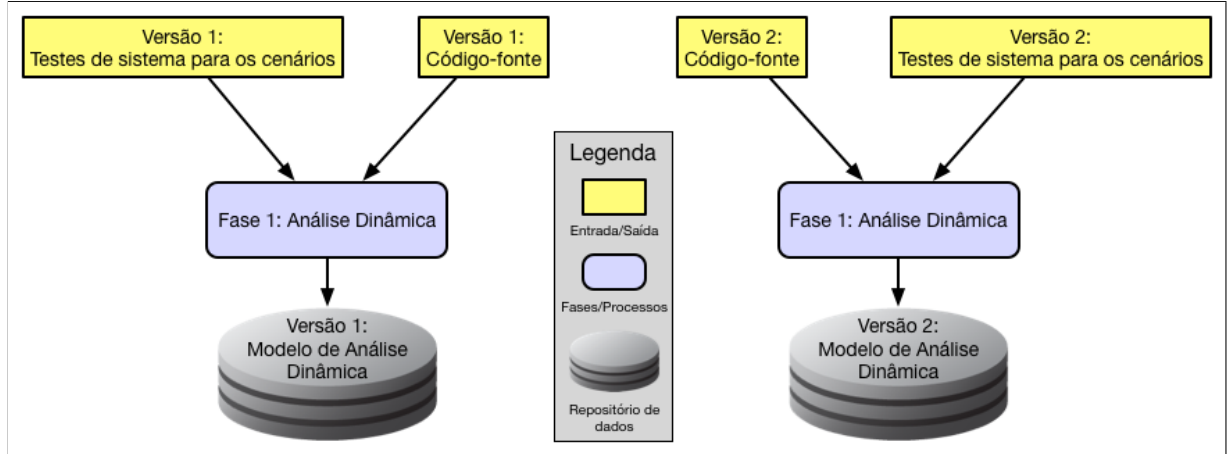 Versão 1:
Testes de sistema para os cenários
Versão 1:
Código-fonte
Versão 2:
Código-fonte
Versão 2:
Testes de sistema para os cenários
Fase 1: Análise Dinâmica
Legenda
Entrada/Saída
Fases/Processos
Repositório de
dados
Fase 1: Análise Dinâmica
Versão 1:
Modelo de Análise
Dinâmica
Versão 2:
Modelo de Análise
Dinâmica